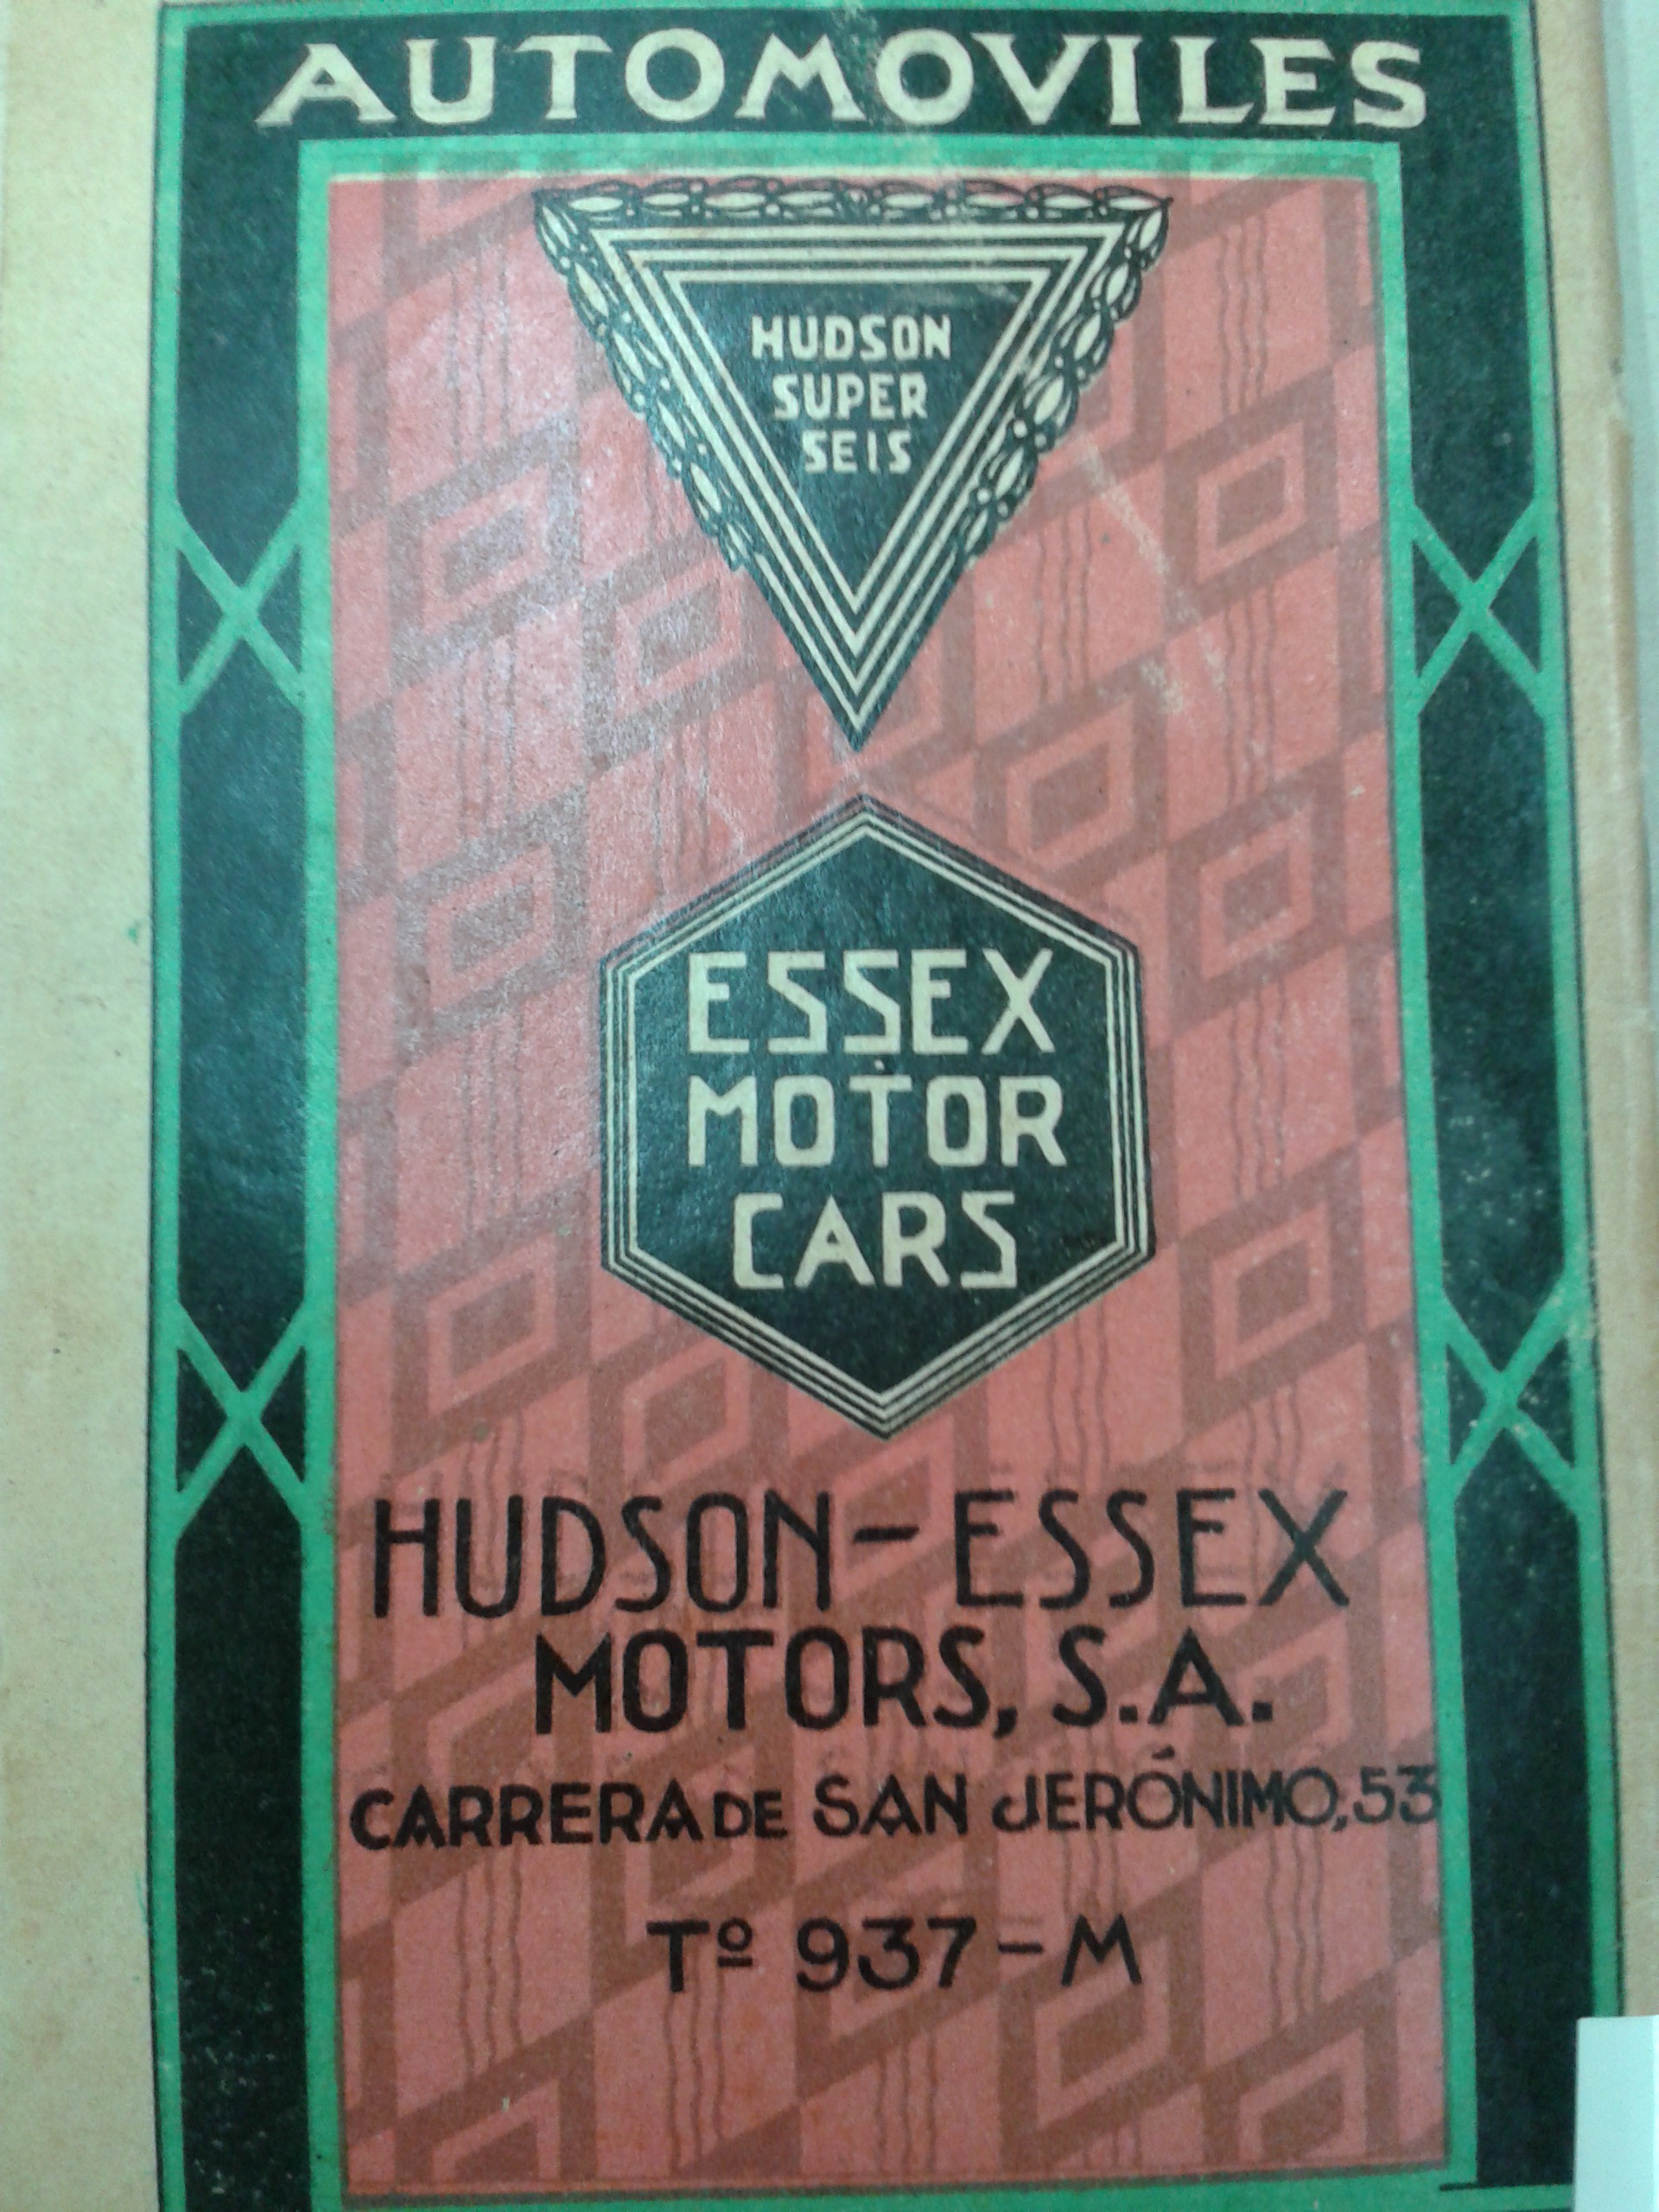 AUTOMOVILES
HUDSON
SUPER
SEIS
ESSEX
MOTOR
CARS
HUDSON-ESSEX
MOTORS, S.A.
CARRERA DE SAN JERÓNIMO, 53
Tº 937-M